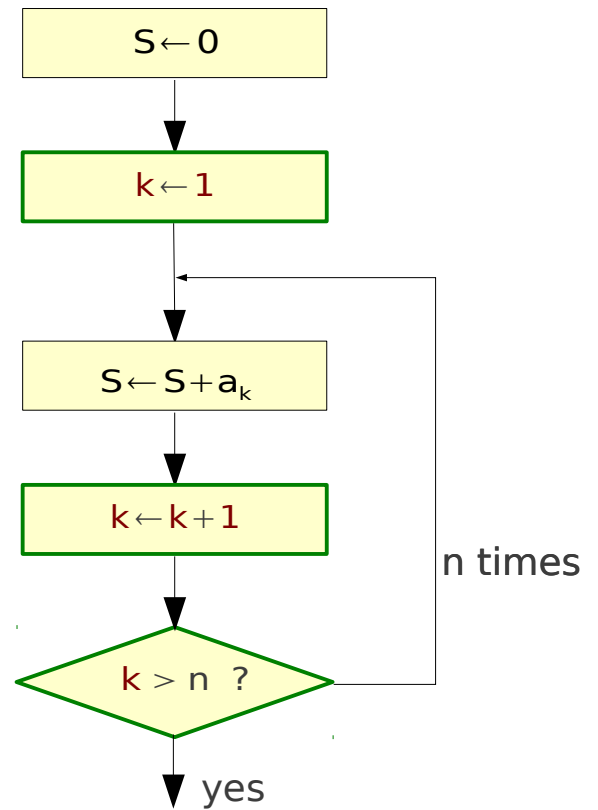 S←0
k←1
S←S+aₖ
k←k+1
n times
k > n ?
yes